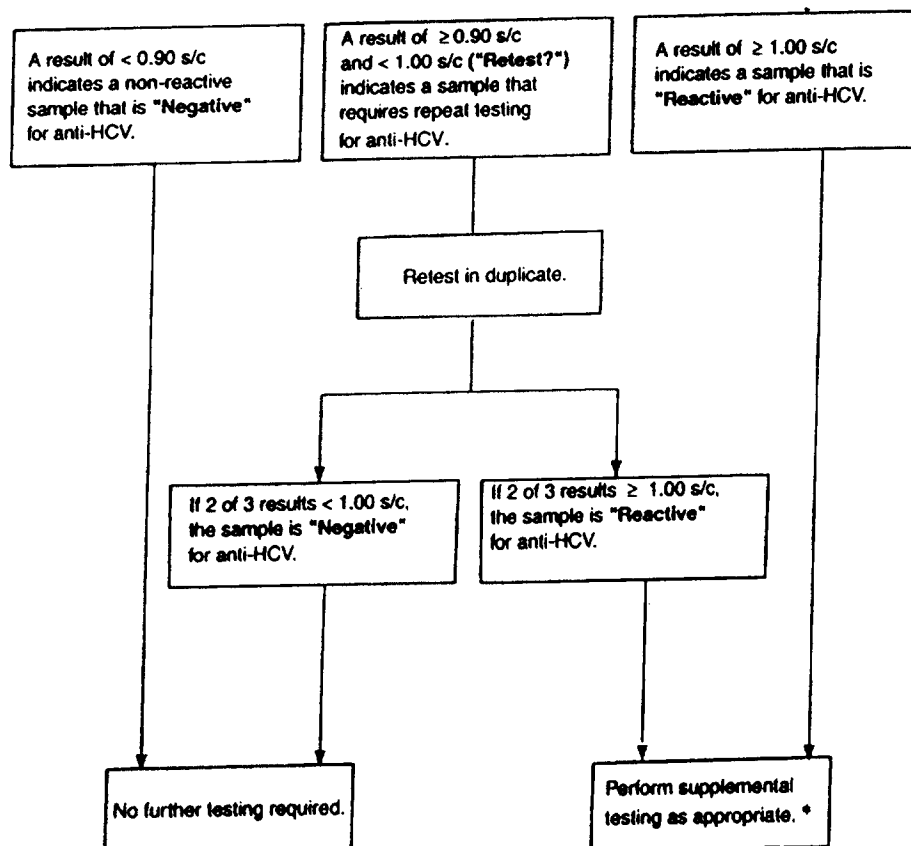 A result of < 0.90 s/c
indicates a non-reactive
sample that is "Negative"
for anti-HCV.
A result of ≥ 0.90 s/c
and < 1.00 s/c ("Retest?")
indicates a sample that
requires repeat testing
for anti-HCV.
A result of ≥ 1.00 s/c
indicates a sample that is
"Reactive" for anti-HCV.
Retest in duplicate.
If 2 of 3 results < 1.00 s/c,
the sample is "Negative"
for anti-HCV.
If 2 of 3 results ≥ 1.00 s/c,
the sample is "Reactive"
for anti-HCV.
No further testing required.
Perform supplemental
testing as appropriate. *